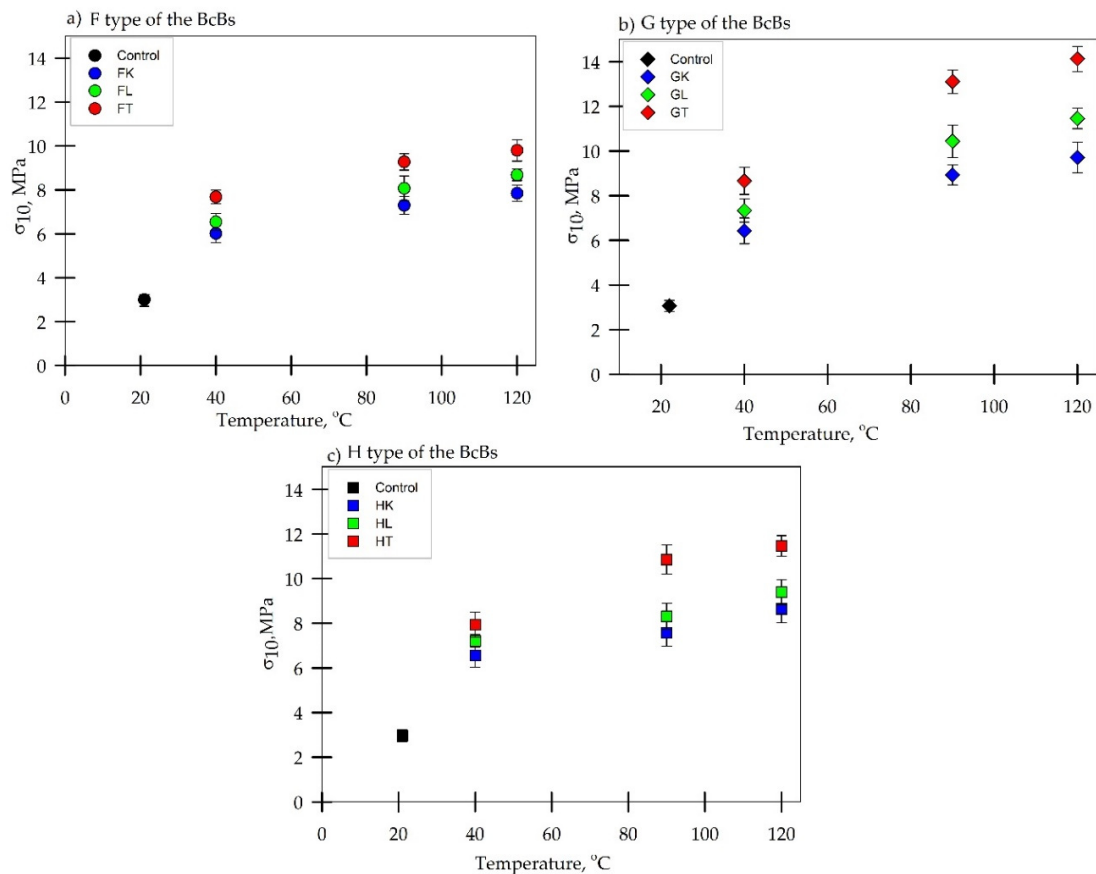 a) F type of the BcBs
14
12
10
8
6
4
2
0
σ10, MPa
Control
FK
FL
FT
0 20 40 60 80 100 120
Temperature, °C
b) G type of the BcBs
14
12
10
8
6
4
2
0
σ10, MPa
Control
GK
GL
GT
20 40 60 80 100 120
Temperature, °C
c) H type of the BcBs
14
12
10
8
6
4
2
0
σ10,MPa
Control
HK
HL
HT
0 20 40 60 80 100 120
Temperature, °C